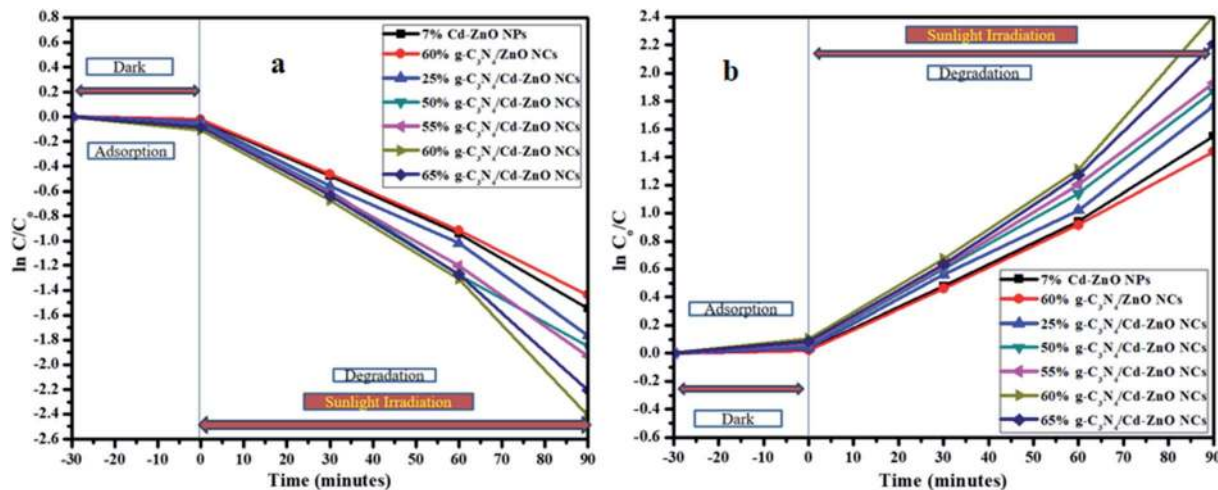 0.8
0.6
0.4
0.2
0.0
-0.2
-0.4
-0.6
-0.8
-1.0
-1.2
-1.4
-1.6
-1.8
-2.0
-2.2
-2.4
-2.6
ln C/Co
Dark
Adsorption
a
7% Cd-ZnO NPs
60% g-C3N4/ZnO NCs
25% g-C3N4/Cd-ZnO NCs
50% g-C3N4/Cd-ZnO NCs
55% g-C3N4/Cd-ZnO NCs
60% g-C3N4/Cd-ZnO NCs
65% g-C3N4/Cd-ZnO NCs
Degradation
Sunlight Irradiation
-30 -20 -10 0 10 20 30 40 50 60 70 80 90
Time (minutes)
2.4
2.2
2.0
1.8
1.6
1.4
1.2
1.0
0.8
0.6
0.4
0.2
0.0
-0.2
-0.4
-0.6
ln Co/C
b
Sunlight Irradiation
Degradation
Adsorption
Dark
7% Cd-ZnO NPs
60% g-C3N4/ZnO NCs
25% g-C3N4/Cd-ZnO NCs
50% g-C3N4/Cd-ZnO NCs
55% g-C3N4/Cd-ZnO NCs
60% g-C3N4/Cd-ZnO NCs
65% g-C3N4/Cd-ZnO NCs
-30 -20 -10 0 10 20 30 40 50 60 70 80 90
Time (minutes)